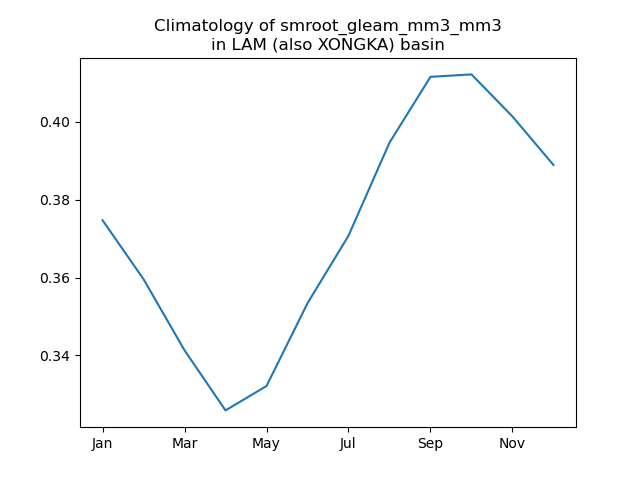 Climatology of smroot_gleam_mm3_mm3
in LAM (also XONGKA) basin
0.40
0.38
0.36
0.34
Jan Mar May Jul Sep Nov